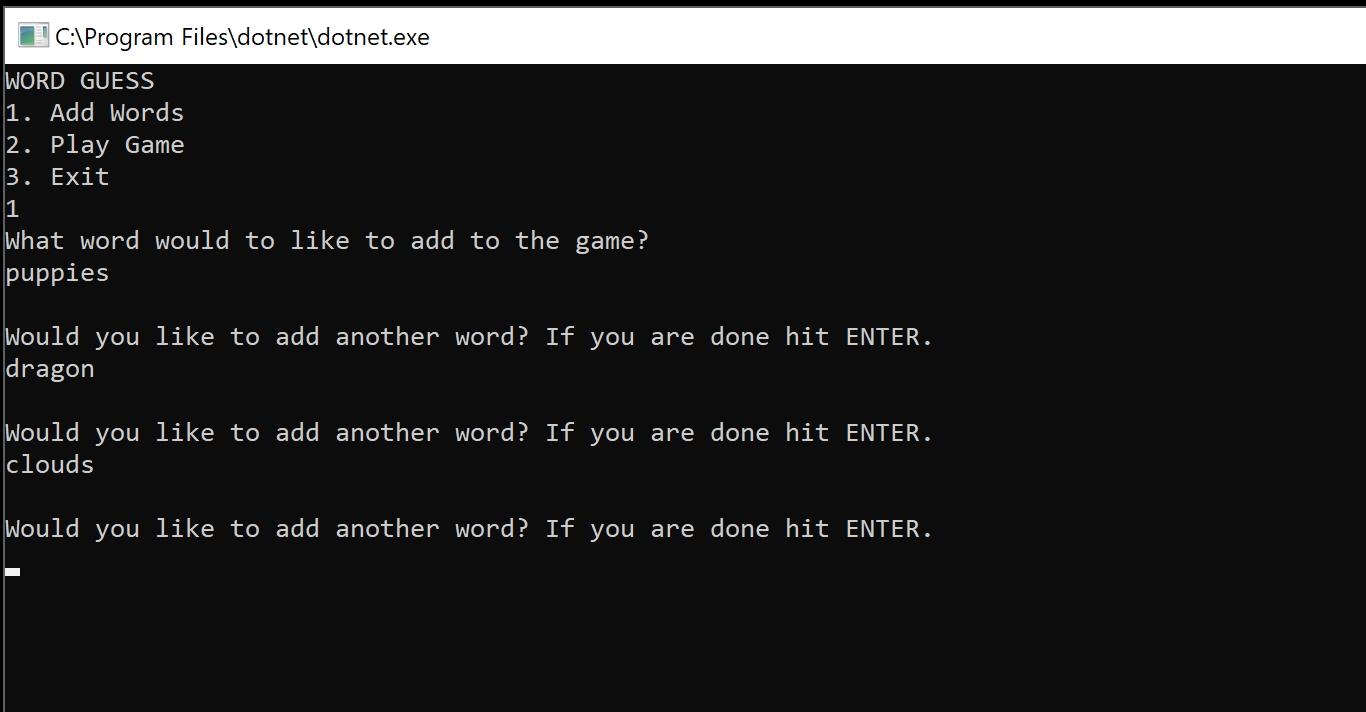 C:\Program Files\dotnet\dotnet.exe
WORD GUESS
1. Add Words
2. Play Game
3. Exit
1
What word would to like to add to the game?
puppies
Would you like to add another word? If you are done hit ENTER.
dragon
Would you like to add another word? If you are done hit ENTER.
clouds
Would you like to add another word? If you are done hit ENTER.